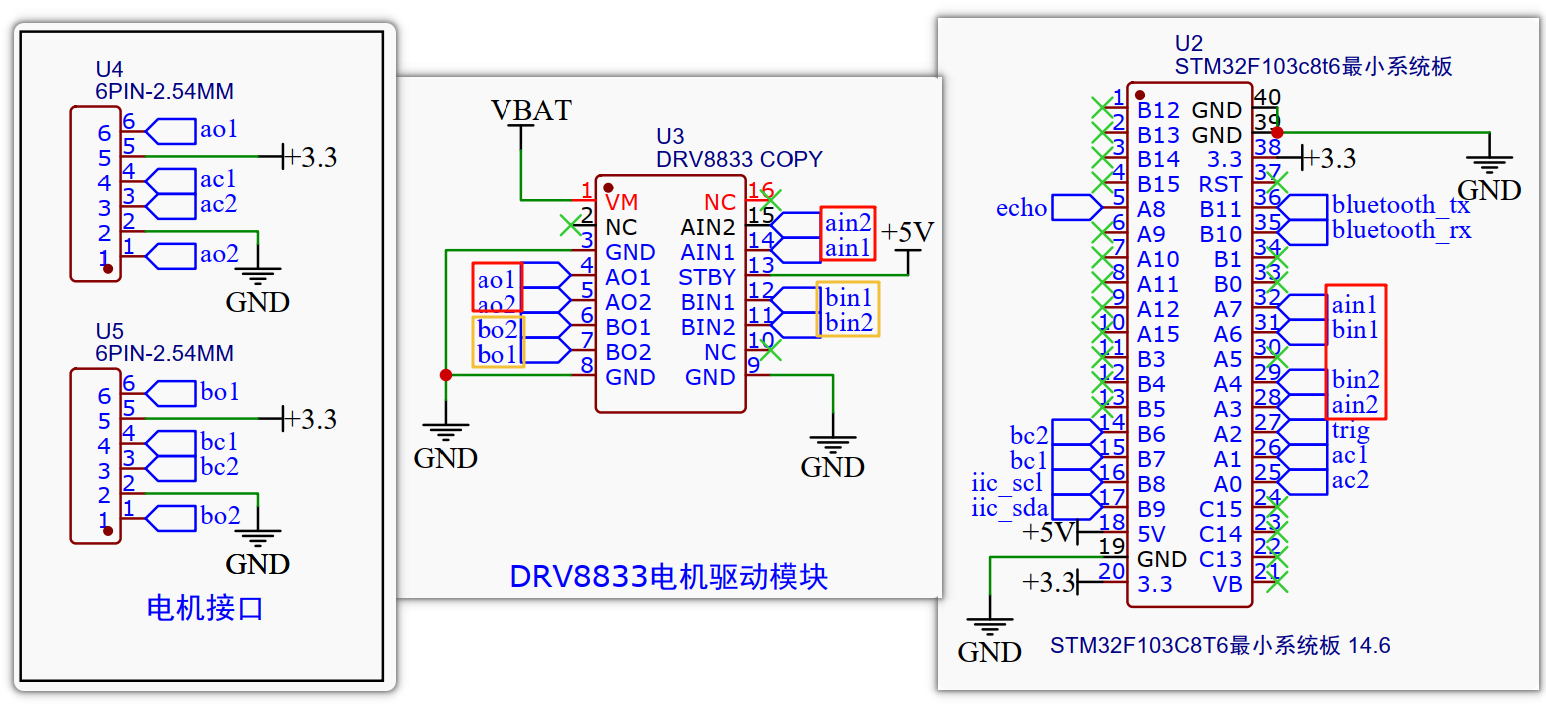 U4
6PIN-2.54MM
6 6 ao1
5 5 +3.3
4 4 ac1
3 3 ac2
2 2
1 1 ao2
GND
U5
6PIN-2.54MM
6 6 bo1
5 5 +3.3
4 4 bc1
3 3 bc2
2 2
1 1 bo2
GND
电机接口
VBAT
U3
DRV8833 COPY
1 VM NC 16
2 NC AIN2 15 ain2
3 GND AIN1 14 ain1
+5V
ao1 4 AO1 STBY 13
ao2 5 AO2 BIN1 12 bin1
bo2 6 BO1 BIN2 11 bin2
bo1 7 BO2 NC 10
8 GND GND 9
GND
GND
DRV8833电机驱动模块
U2
STM32F103c8t6最小系统板
1 B12 GND 40
2 B13 GND 39
3 B14 3.3 38 +3.3
4 B15 RST 37
GND
echo 5 A8 B11 36 bluetooth_tx
6 A9 B10 35 bluetooth_rx
7 A10 B1 34
8 A11 B0 33
9 A12 A7 32 ain1
10 A15 A6 31 bin1
11 B3 A5 30
12 B4 A4 29 bin2
13 B5 A3 28 ain2
bc2 14 B6 A2 27 trig
bc1 15 B7 A1 26 ac1
iic_scl 16 B8 A0 25 ac2
iic_sda 17 B9 C15 24
+5V 18 5V C14 23
19 GND C13 22
+3.3 20 3.3 VB 21
GND
STM32F103C8T6最小系统板 14.6